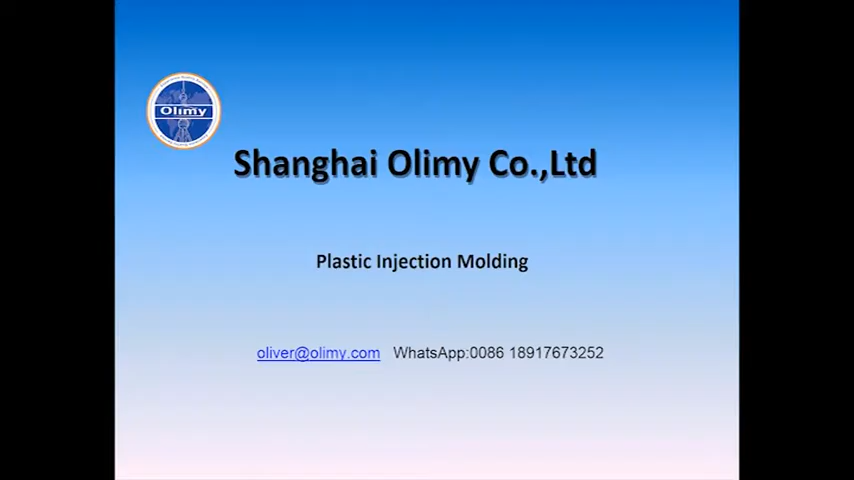 Olimy
Shanghai Olimy Co.,Ltd
Plastic Injection Molding
oliver@olimy.com WhatsApp:0086 18917673252